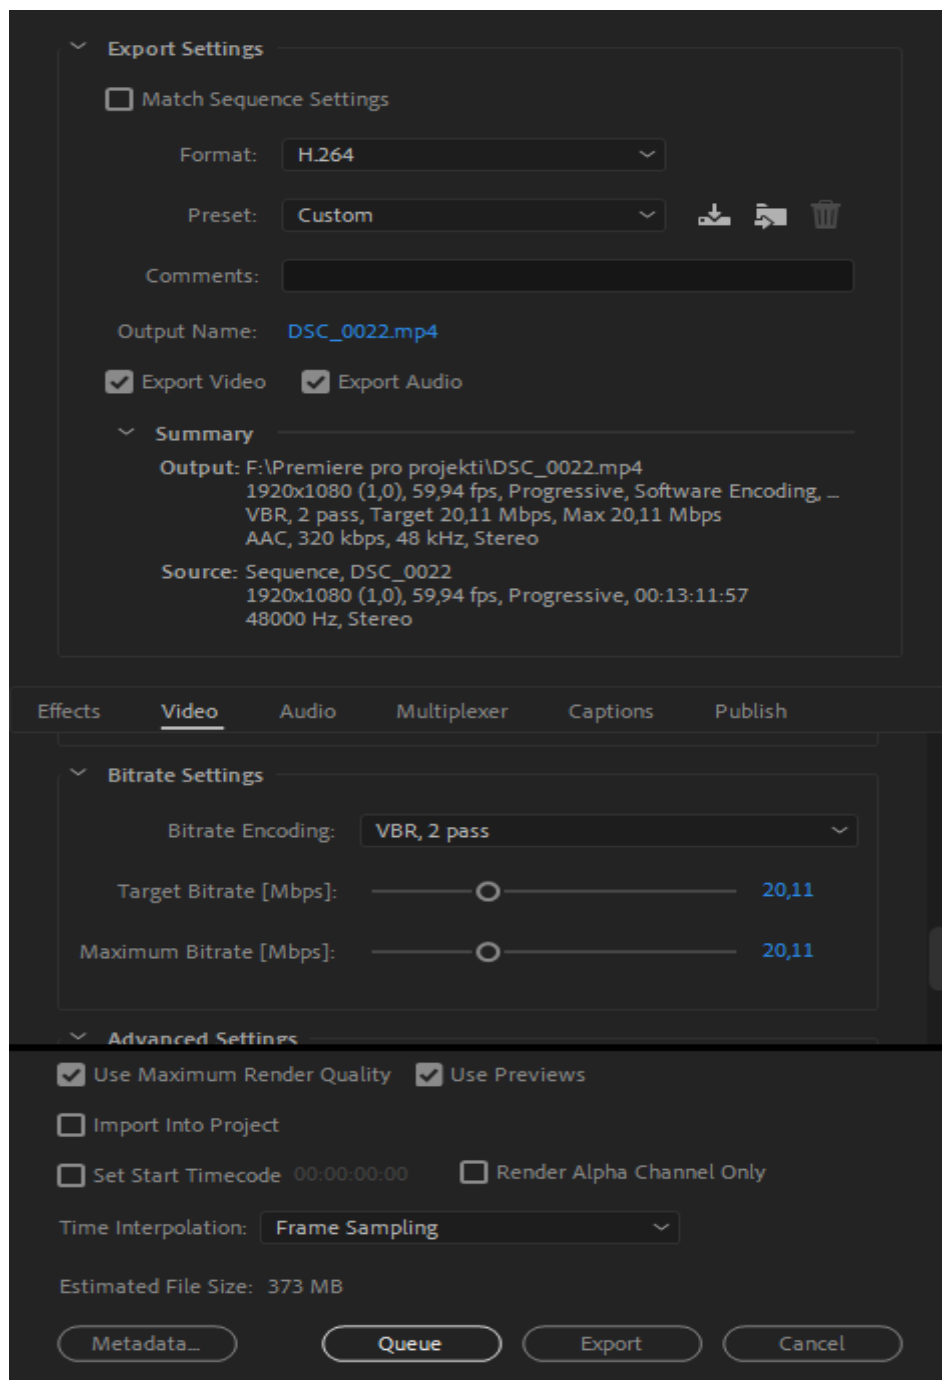 Export Settings
Match Sequence Settings
Format: H.264
Preset: Custom
Comments:
Output Name: DSC_0022.mp4
Export Video Export Audio
Summary
Output: F:\Premiere pro projekti\DSC_0022.mp4
1920x1080 (1,0), 59,94 fps, Progressive, Software Encoding, ...
VBR, 2 pass, Target 20,11 Mbps, Max 20,11 Mbps
AAC, 320 kbps, 48 kHz, Stereo
Source: Sequence, DSC_0022
1920x1080 (1,0), 59,94 fps, Progressive, 00:13:11:57
48000 Hz, Stereo
Effects Video Audio Multiplexer Captions Publish
Bitrate Settings
Bitrate Encoding: VBR, 2 pass
Target Bitrate [Mbps]: 20,11
Maximum Bitrate [Mbps]: 20,11
Advanced Settings
Use Maximum Render Quality Use Previews
Import Into Project
Set Start Timecode 00:00:00:00 Render Alpha Channel Only
Time Interpolation: Frame Sampling
Estimated File Size: 373 MB
Metadata... Queue Export Cancel